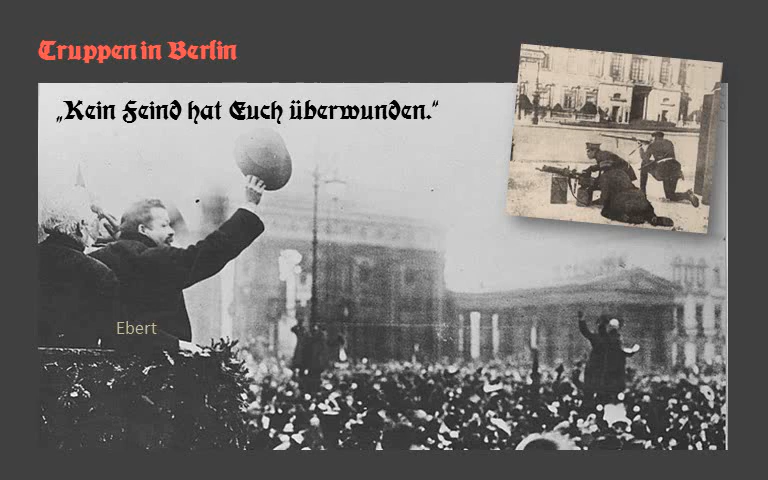 Truppen in Berlin
„Kein Feind hat Euch überwunden.“
Ebert